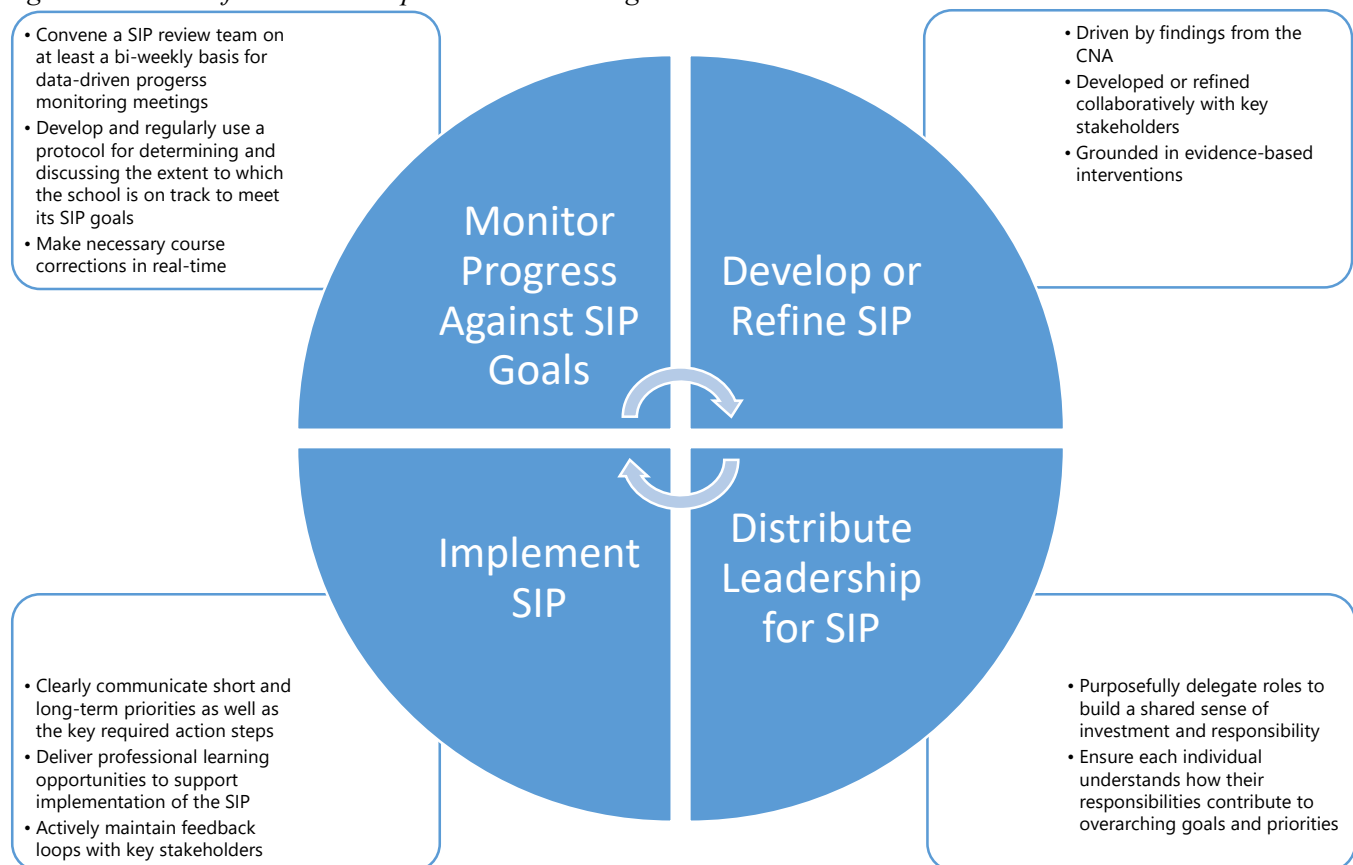 • Convene a SIP review team on
at least a bi-weekly basis for
data-driven progerss
monitoring meetings
• Develop and regularly use a
protocol for determining and
discussing the extent to which
the school is on track to meet
its SIP goals
• Make necessary course
corrections in real-time
• Driven by findings from the
CNA
• Developed or refined
collaboratively with key
stakeholders
• Grounded in evidence-based
interventions
Monitor
Progress
Against SIP
Goals
Develop or
Refine SIP
Implement
SIP
Distribute
Leadership
for SIP
• Clearly communicate short and
long-term priorities as well as
the key required action steps
• Deliver professional learning
opportunities to support
implementation of the SIP
• Actively maintain feedback
loops with key stakeholders
• Purposefully delegate roles to
build a shared sense of
investment and responsibility
• Ensure each individual
understands how their
responsibilities contribute to
overarching goals and priorities